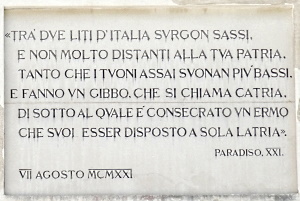 «TRÁ DVE LITI D'ITALIA SVRGON SASSI,
E NON MOLTO DISTANTI ALLA TVA PATRIA,
TANTO CHE I TVONI ASSAI SVONAN PIV' BASSI.
E FANNO VN GIBBO, CHE SI CHIAMA CATRIA,
DI SOTTO AL QVALE E' CONSECRATO VN ERMO
CHE SVOL ESSER DISPOSTO A SOLA LATRIA».
PARADISO, XXI.
VII AGOSTO MCMXXI